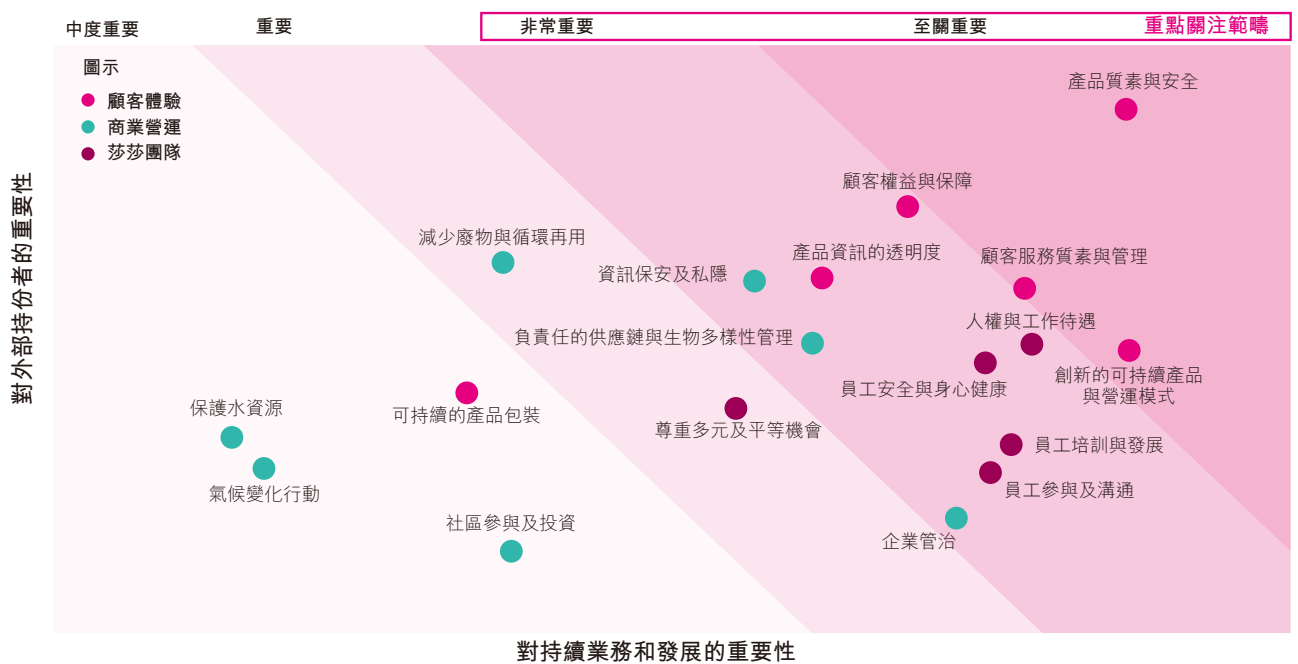 中度重要
重要
非常重要
至關重要
重點關注範疇
圖示
顧客體驗
商業營運
莎莎團隊
產品質素與安全
顧客權益與保障
減少廢物與循環再用
產品資訊的透明度
顧客服務質素與管理
資訊保安及私隱
人權與工作待遇
負責任的供應鏈與生物多樣性管理
創新的可持續產品
與營運模式
員工安全與身心健康
保護水資源
可持續的產品包裝
尊重多元及平等機會
員工培訓與發展
氣候變化行動
員工參與及溝通
社區參與及投資
企業管治
對外部持份者的重要性
對持續業務和發展的重要性